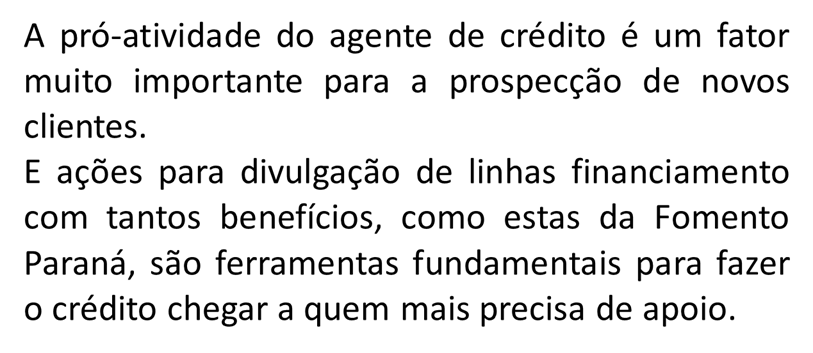 A pró-atividade do agente de crédito é um fator
muito importante para a prospecção de novos
clientes.
E ações para divulgação de linhas financiamento
com tantos benefícios, como estas da Fomento
Paraná, são ferramentas fundamentais para fazer
o crédito chegar a quem mais precisa de apoio.